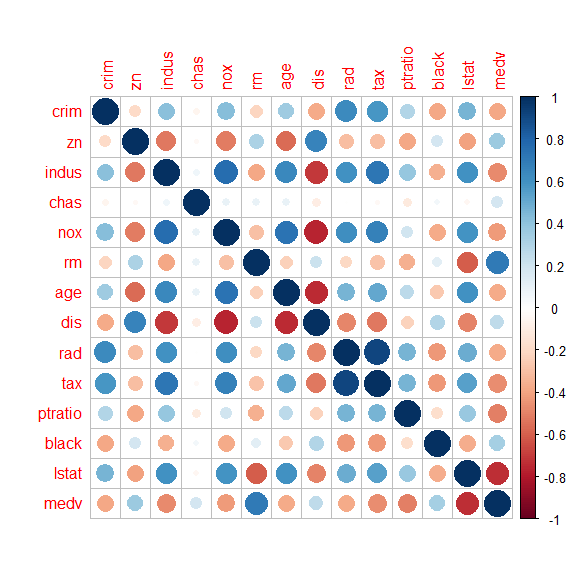 crim zn indus chas nox rm age dis rad tax ptratio black lstat medv
crim
zn
indus
chas
nox
rm
age
dis
rad
tax
ptratio
black
lstat
medv
1
0.8
0.6
0.4
0.2
0
-0.2
-0.4
-0.6
-0.8
-1